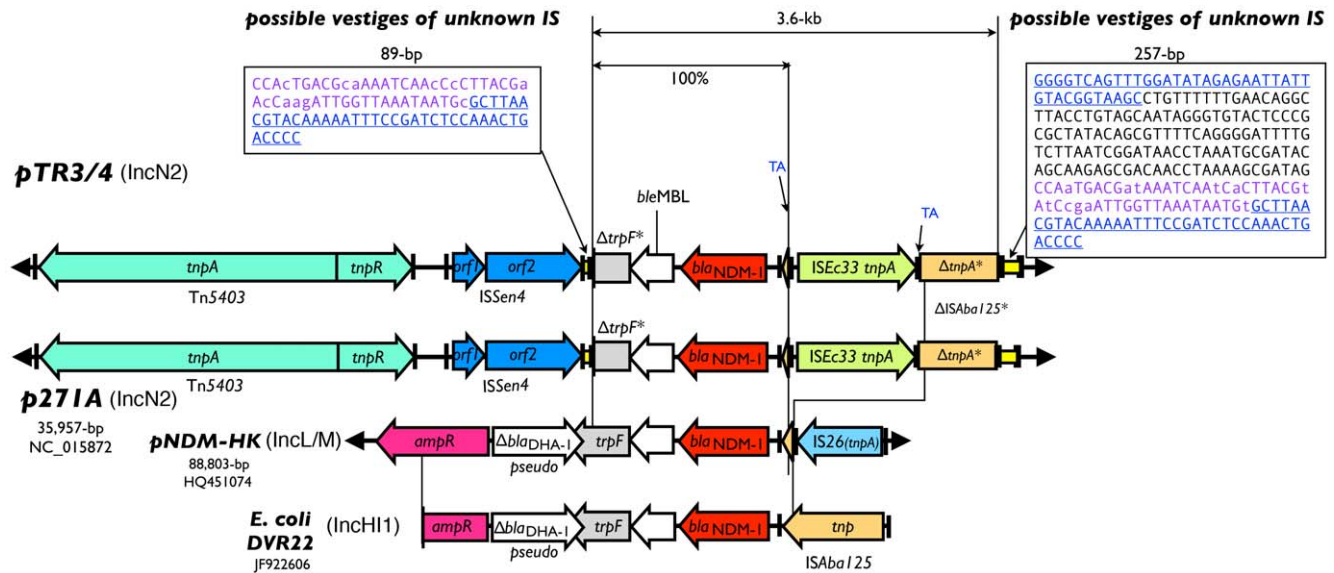 possible vestiges of unknown IS
3.6-kb
possible vestiges of unknown IS
89-bp
CCAcTGACGcaAAATCAAcCcCTTACGa
AcCaagATTGGTTAAATAATGcGCTTAA
CGTACAAAAATTTCCGATCTCCAAACTG
ACCCC
100%
257-bp
GGGGTCAGTTTGGATATAGAGAATTATT
GTACGGTAAGCCTGTTTTTTGAACAGGC
TTACCTGTAGCAATAGGGTGTACTCCCG
CGCTATACAGCGTTTTCAGGGGATTTTG
TCTTAATCGGATAACCTAAATGCGATAC
AGCAAGAGCGACAACCTAAAAGCGATAG
CCAaTGACGatAAATCAAtCaCTTACGt
AtCcgaATTGGTTAAATAATGtGCTTAA
CGTACAAAAATTTCCGATCTCCAAACTG
ACCCC
pTR3/4 (IncN2)
TA
bleMBL
ΔtrpF*
TA
tnpA tnpR orf1 orf2 blaNDM-1 ISEc33 tnpA ΔtnpA*
Tn5403 ISSen4
ΔISAba125*
ΔtrpF*
tnpA tnpR orf1 orf2 blaNDM-1 ISEc33 tnpA ΔtnpA*
Tn5403 ISSen4
p271A (IncN2)
35,957-bp
NC_015872
pNDM-HK (IncL/M) ampR ΔblaDHA-1 trpF blaNDM-1 IS26(tnpA)
88,803-bp
HQ451074
pseudo
E. coli
DVR22
(IncHI1) ampR ΔblaDHA-1 trpF blaNDM-1 tnp
JF922606
pseudo
ISAba125